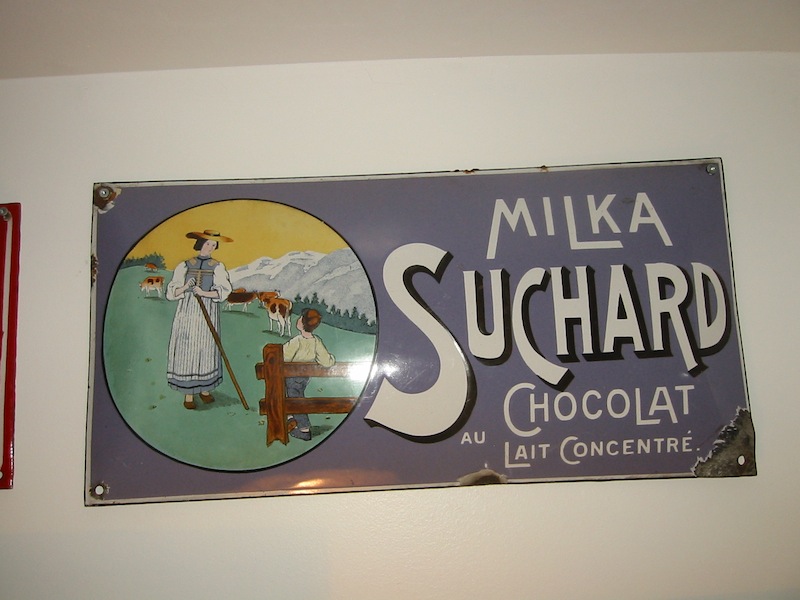 MILKA
SUCHARD
CHOCOLAT
AU LAIT CONCENTRÉ.